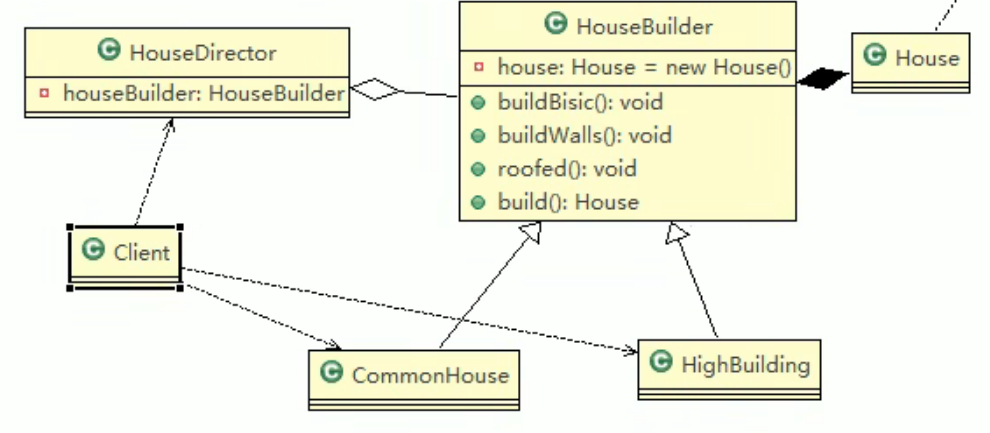 HouseDirector
houseBuilder: HouseBuilder
HouseBuilder
house: House = new House()
buildBisic(): void
buildWalls(): void
roofed(): void
build(): House
House
Client
CommonHouse
HighBuilding